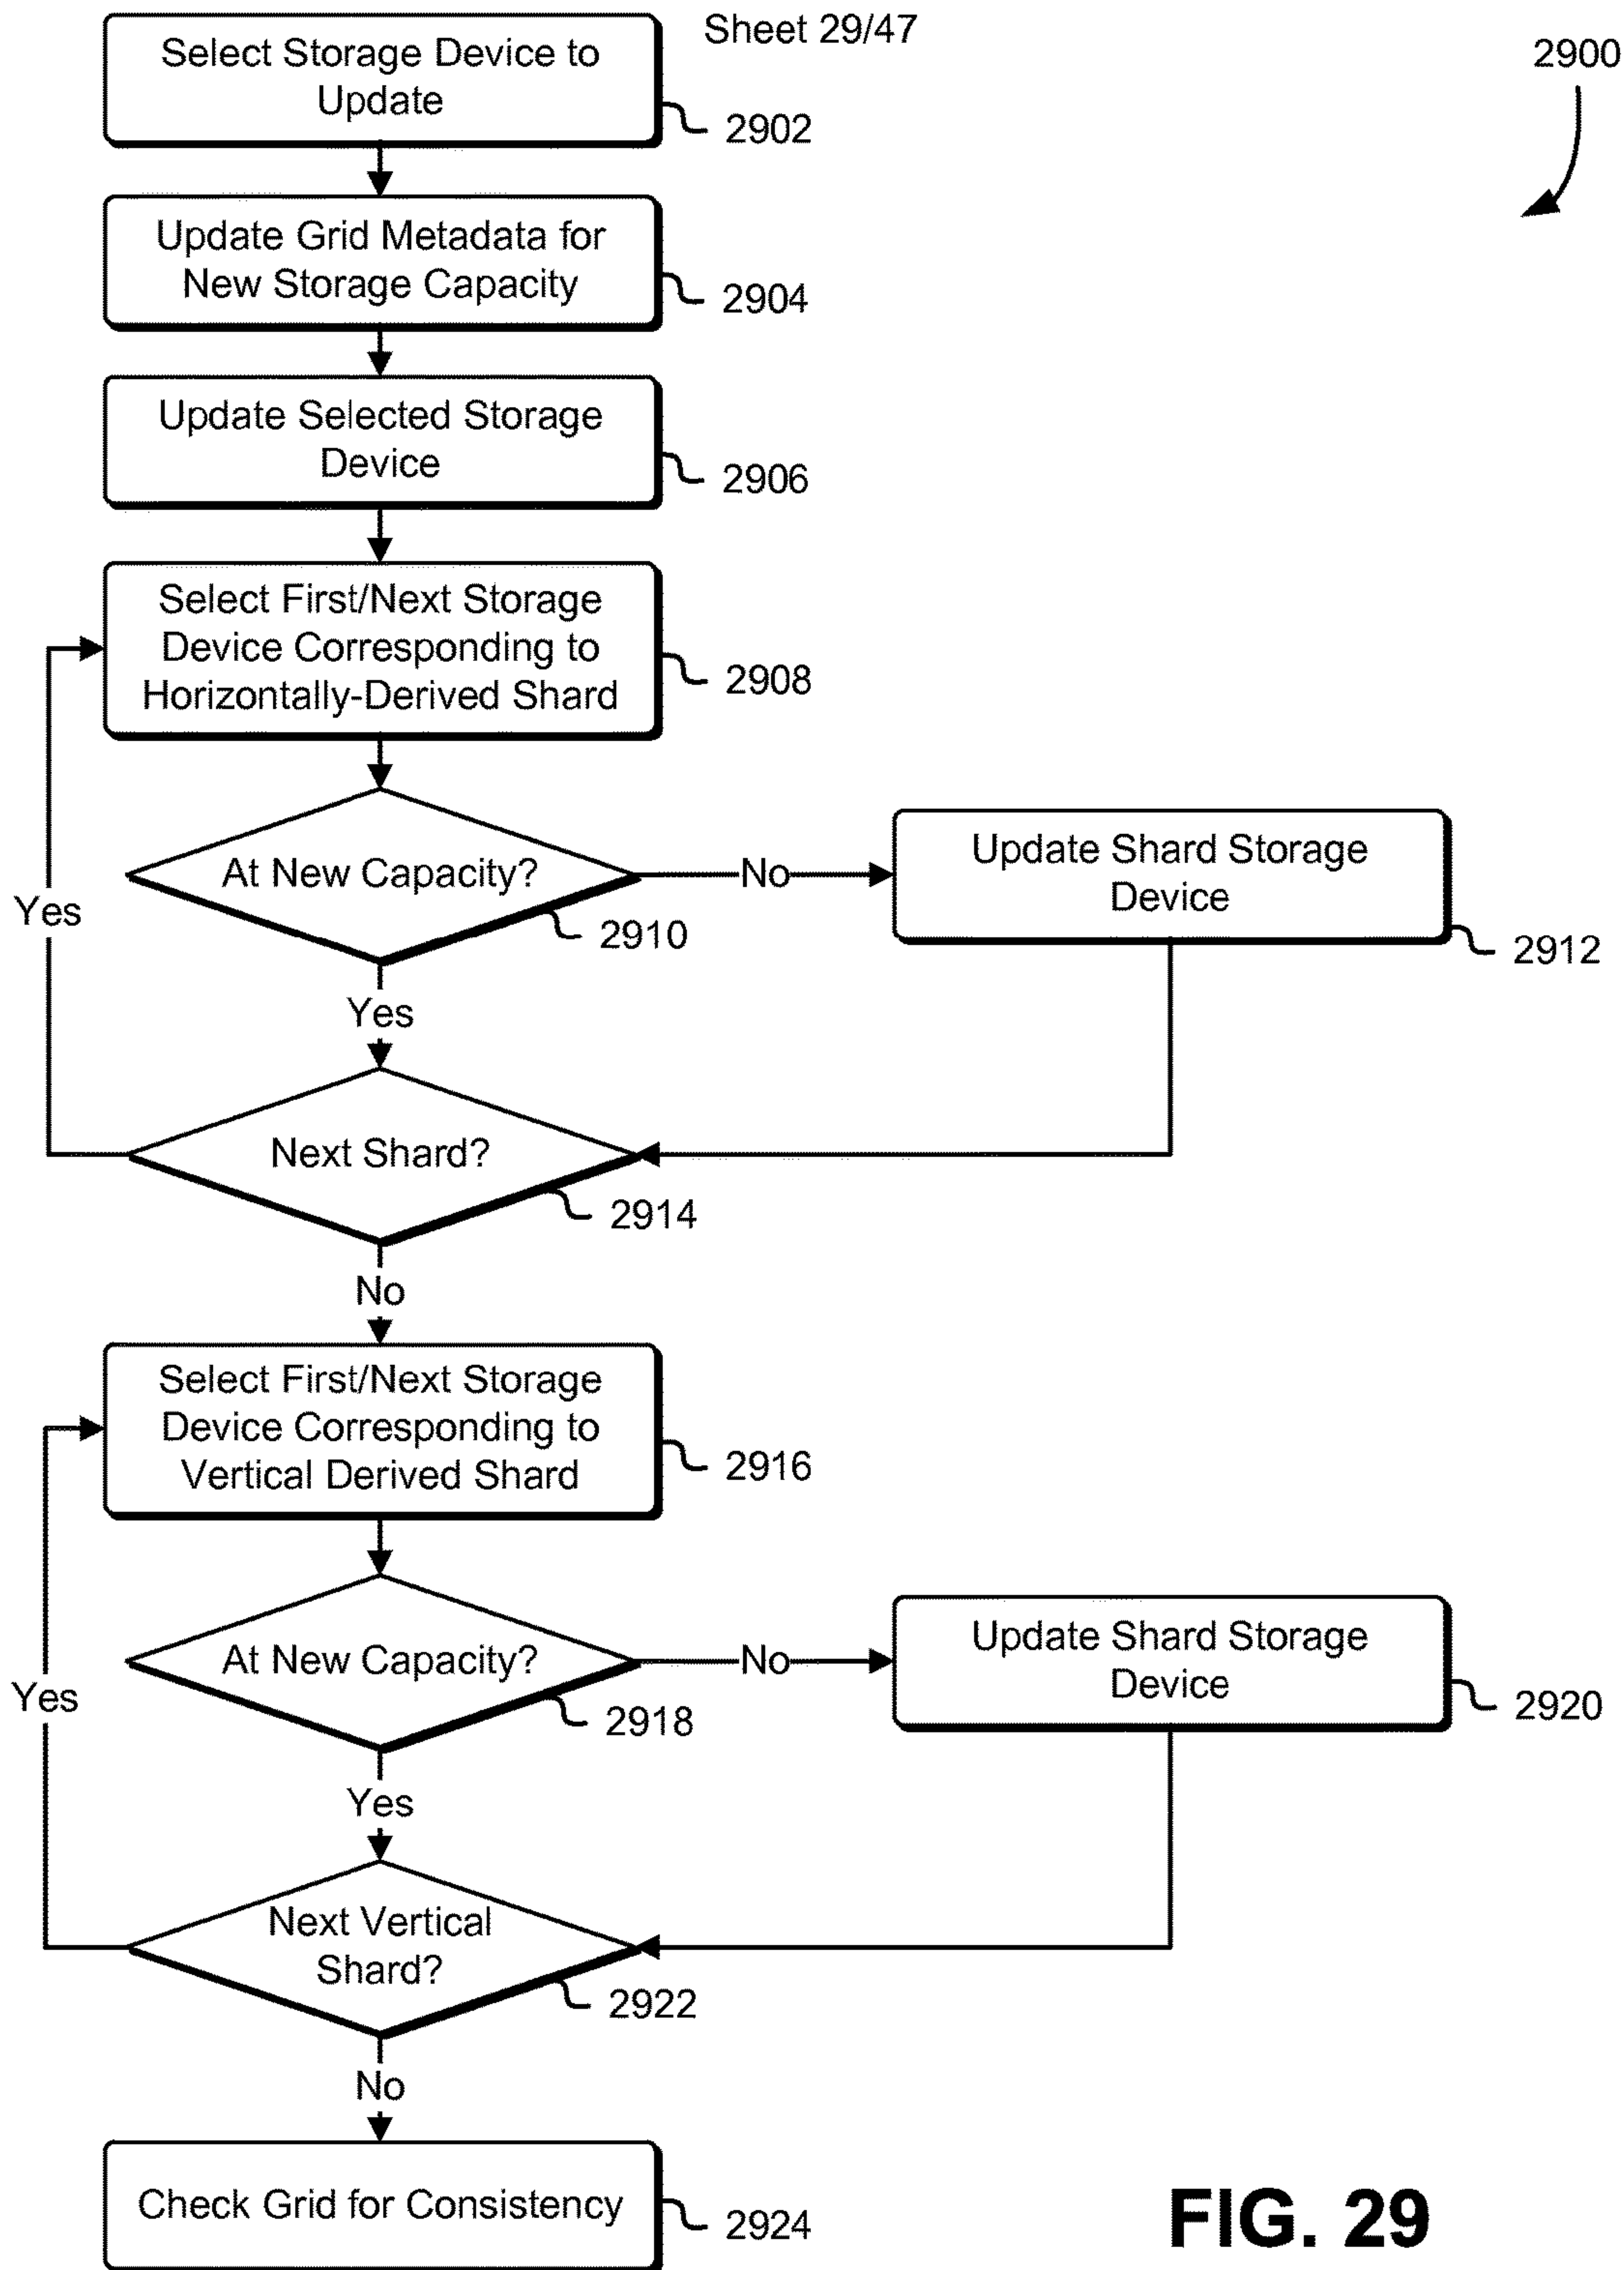 Sheet 29/47
2900
Select Storage Device to
Update
2902
Update Grid Metadata for
New Storage Capacity
2904
Update Selected Storage
Device
2906
Select First/Next Storage
Device Corresponding to
Horizontally-Derived Shard
2908
At New Capacity?
2910
No
Update Shard Storage
Device
2912
Yes
Yes
Next Shard?
2914
No
Select First/Next Storage
Device Corresponding to
Vertical Derived Shard
2916
At New Capacity?
2918
No
Update Shard Storage
Device
2920
Yes
Yes
Next Vertical
Shard?
2922
No
Check Grid for Consistency
2924
FIG. 29